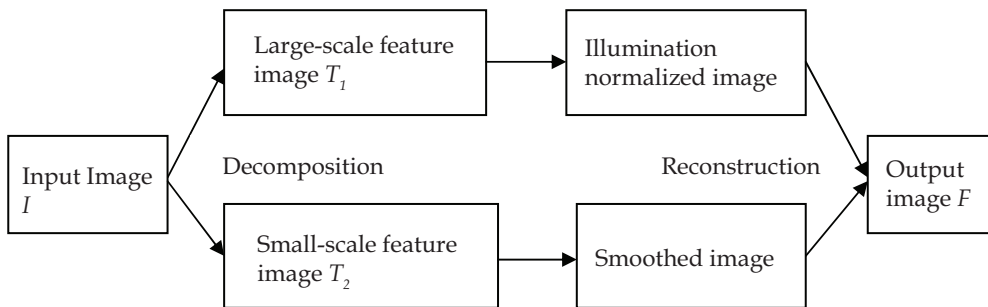 Large-scale feature
image T₁
Illumination
normalized image
Input Image
I
Decomposition
Reconstruction
Output
image F
Small-scale feature
image T₂
Smoothed image